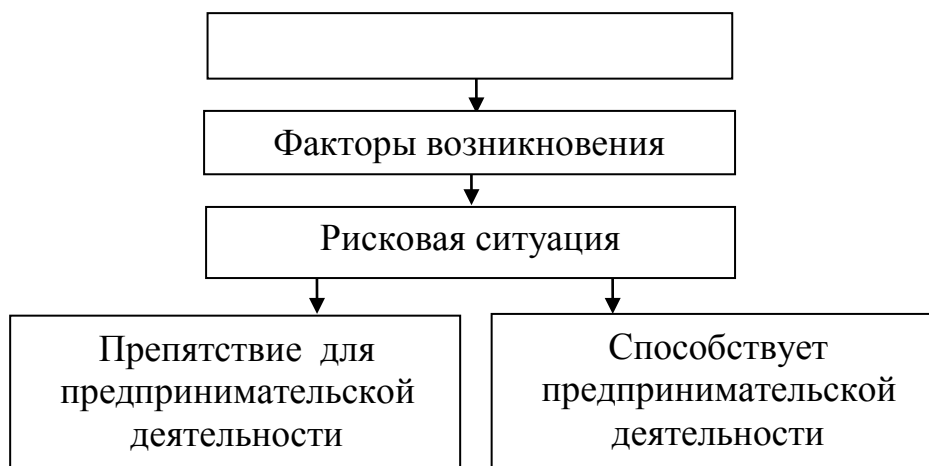 Факторы возникновения
Рисковая ситуация
Препятствие для
предпринимательской
деятельности
Способствует
предпринимательской
деятельности